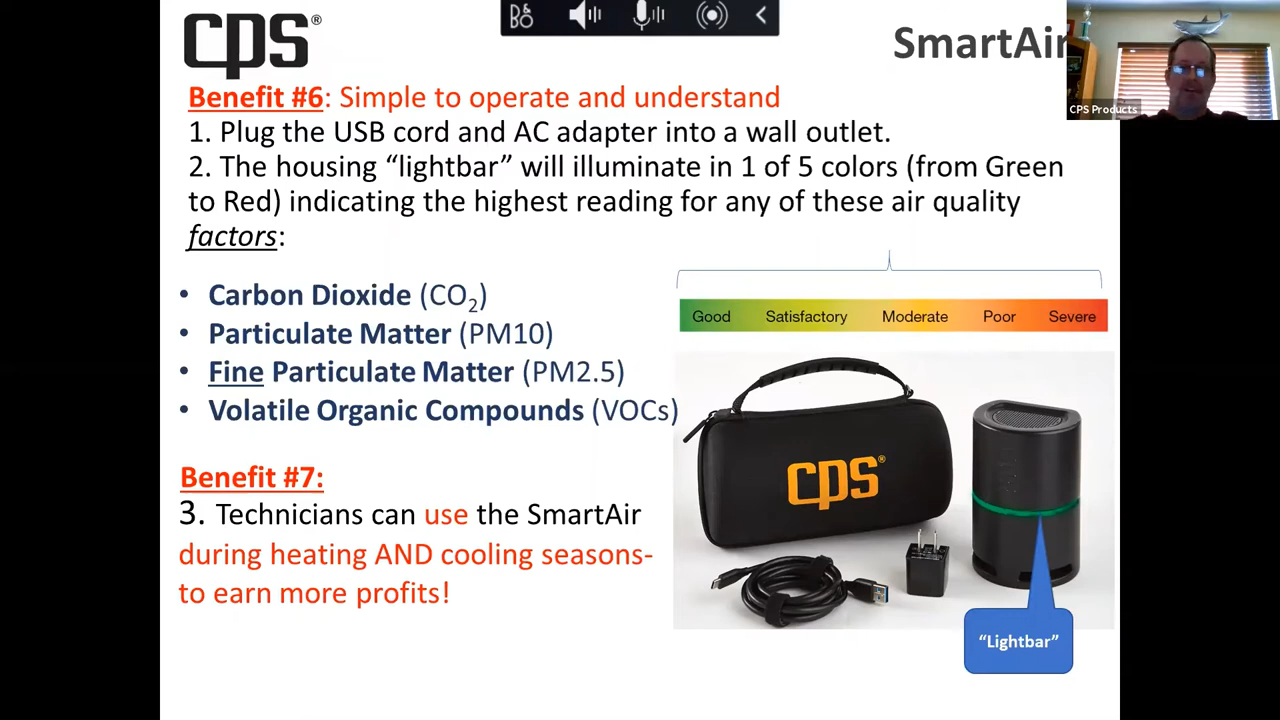 cps®
SmartAir
CPS Products
Benefit #6: Simple to operate and understand
1. Plug the USB cord and AC adapter into a wall outlet.
2. The housing “lightbar” will illuminate in 1 of 5 colors (from Green
to Red) indicating the highest reading for any of these air quality
factors:
• Carbon Dioxide (CO₂)
• Particulate Matter (PM10)
• Fine Particulate Matter (PM2.5)
• Volatile Organic Compounds (VOCs)
Good Satisfactory Moderate Poor Severe
cps®
Benefit #7:
3. Technicians can use the SmartAir
during heating AND cooling seasons-
to earn more profits!
“Lightbar”